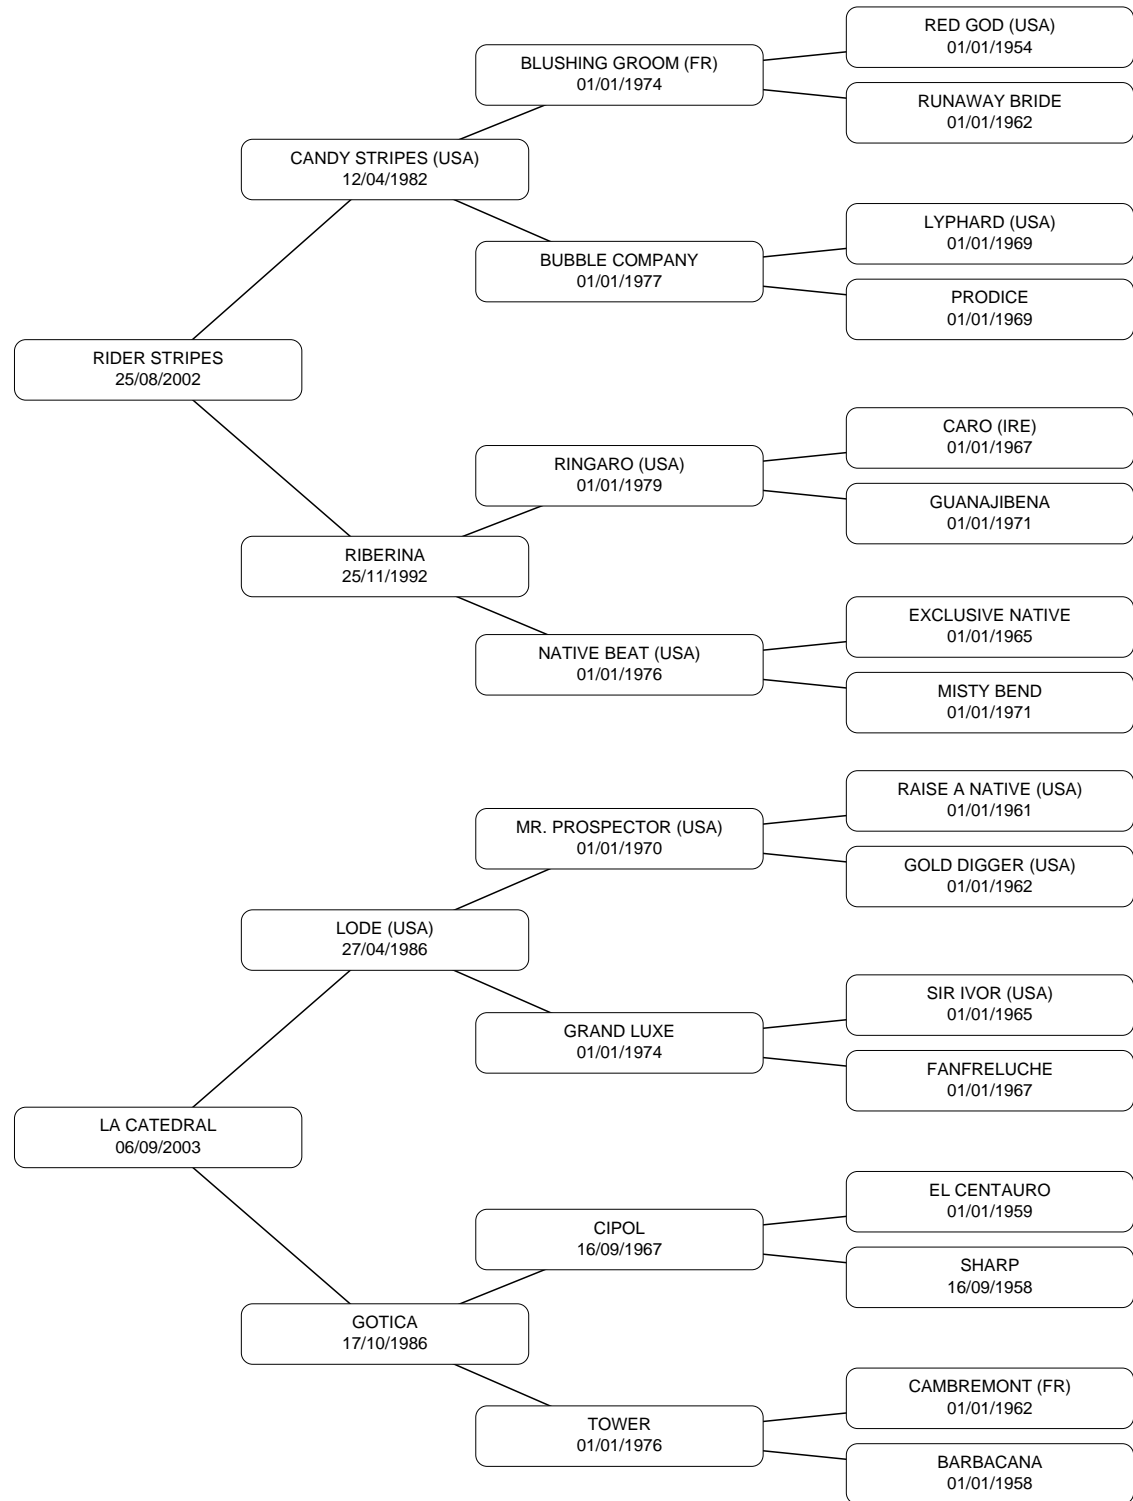 RED GOD (USA)
01/01/1954
BLUSHING GROOM (FR)
01/01/1974
RUNAWAY BRIDE
01/01/1962
CANDY STRIPES (USA)
12/04/1982
LYPHARD (USA)
01/01/1969
BUBBLE COMPANY
01/01/1977
PRODICE
01/01/1969
RIDER STRIPES
25/08/2002
CARO (IRE)
01/01/1967
RINGARO (USA)
01/01/1979
GUANAJIBENA
01/01/1971
RIBERINA
25/11/1992
EXCLUSIVE NATIVE
01/01/1965
NATIVE BEAT (USA)
01/01/1976
MISTY BEND
01/01/1971
RAISE A NATIVE (USA)
01/01/1961
MR. PROSPECTOR (USA)
01/01/1970
GOLD DIGGER (USA)
01/01/1962
LODE (USA)
27/04/1986
SIR IVOR (USA)
01/01/1965
GRAND LUXE
01/01/1974
FANFRELUCHE
01/01/1967
LA CATEDRAL
06/09/2003
EL CENTAURO
01/01/1959
CIPOL
16/09/1967
SHARP
16/09/1958
GOTICA
17/10/1986
CAMBREMONT (FR)
01/01/1962
TOWER
01/01/1976
BARBACANA
01/01/1958